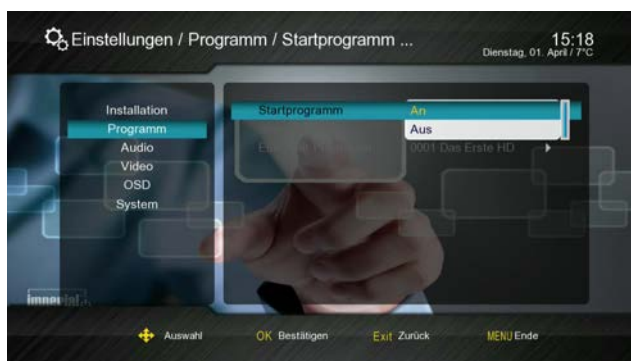 Einstellungen / Programm / Startprogramm ...
15:18
Dienstag, 01. April / 7°C
Installation
Programm
Audio
Video
OSD
System
Startprogramm
An
Aus
0001 Das Erste HD
imperial
Auswahl
OK Bestätigen
Exit Zurück
MENU Ende